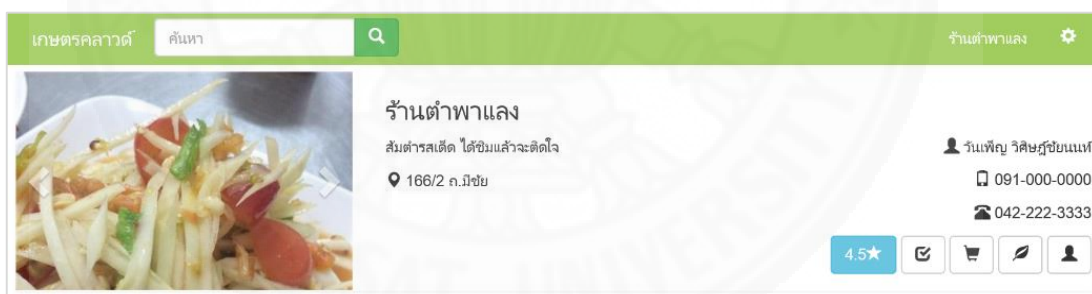 เกษตรคลาวด์ ค้นหา ร้านตำพาแลง
ร้านตำพาแลง
ส้มตำรสเด็ด ได้ชิมแล้วจะติดใจ
วันเพ็ญ วิศิษฎ์ชัยนนท์
166/2 ถ.มีชัย
091-000-0000
042-222-3333
4.5★